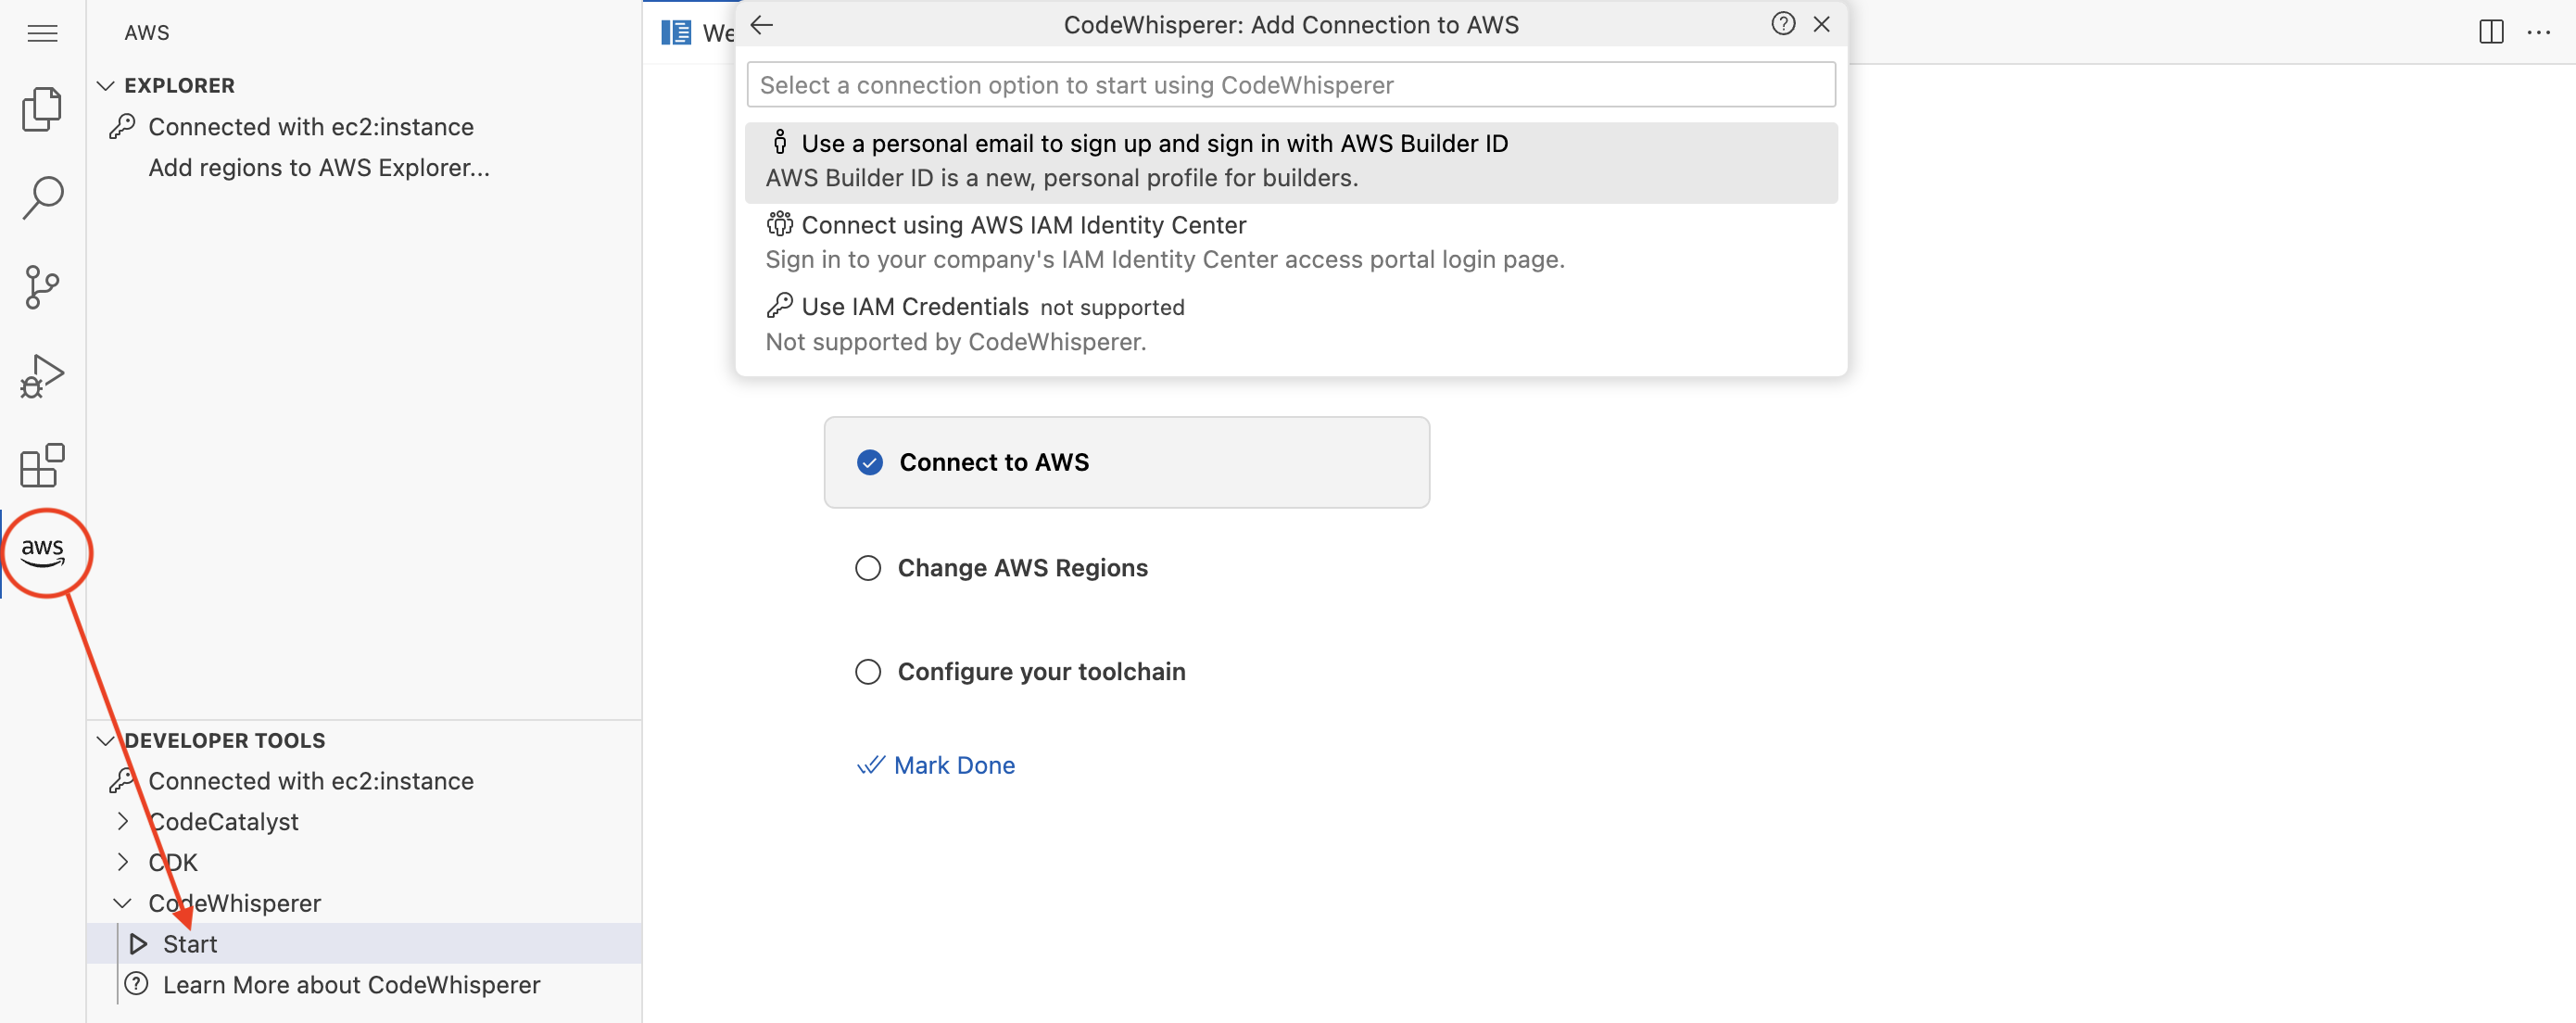 AWS
EXPLORER
Connected with ec2:instance
Add regions to AWS Explorer...
aws
DEVELOPER TOOLS
Connected with ec2:instance
CodeCatalyst
CDK
CodeWhisperer
Start
Learn More about CodeWhisperer
We
CodeWhisperer: Add Connection to AWS
Select a connection option to start using CodeWhisperer
Use a personal email to sign up and sign in with AWS Builder ID
AWS Builder ID is a new, personal profile for builders.
Connect using AWS IAM Identity Center
Sign in to your company's IAM Identity Center access portal login page.
Use IAM Credentials not supported
Not supported by CodeWhisperer.
Connect to AWS
Change AWS Regions
Configure your toolchain
Mark Done